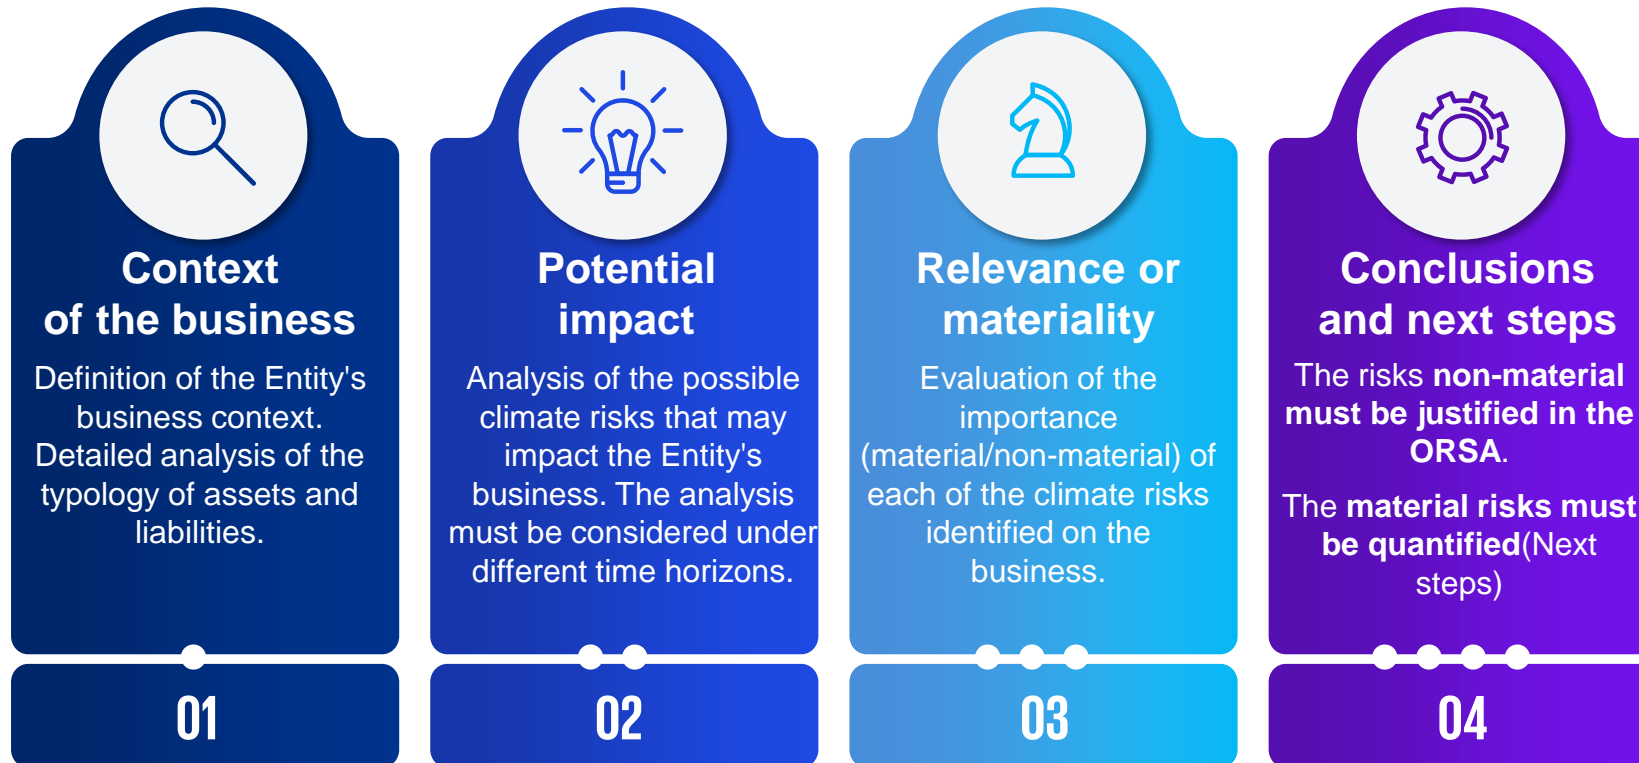 Context
of the business
Definition of the Entity's
business context.
Detailed analysis of the
typology of assets and
liabilities.
01
Potential
impact
Analysis of the possible
climate risks that may
impact the Entity's
business. The analysis
must be considered under
different time horizons.
02
Relevance or
materiality
Evaluation of the
importance
(material/non-material) of
each of the climate risks
identified on the
business.
03
Conclusions
and next steps
The risks non-material
must be justified in the
ORSA.
The material risks must
be quantified(Next
steps)
04